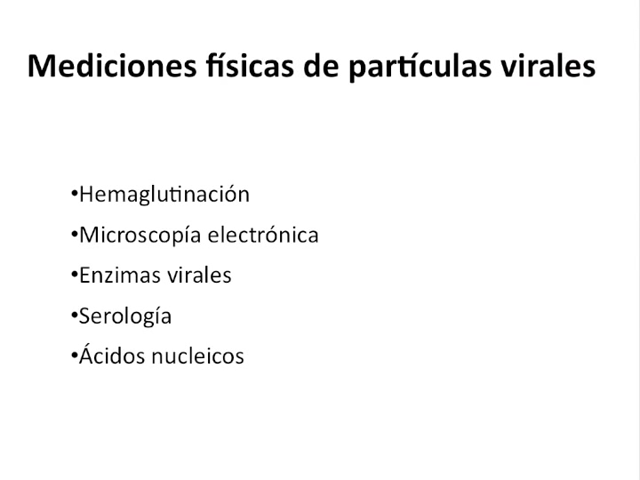 Mediciones físicas de partículas virales
•Hemaglutinación
•Microscopía electrónica
•Enzimas virales
•Serología
•Ácidos nucleicos